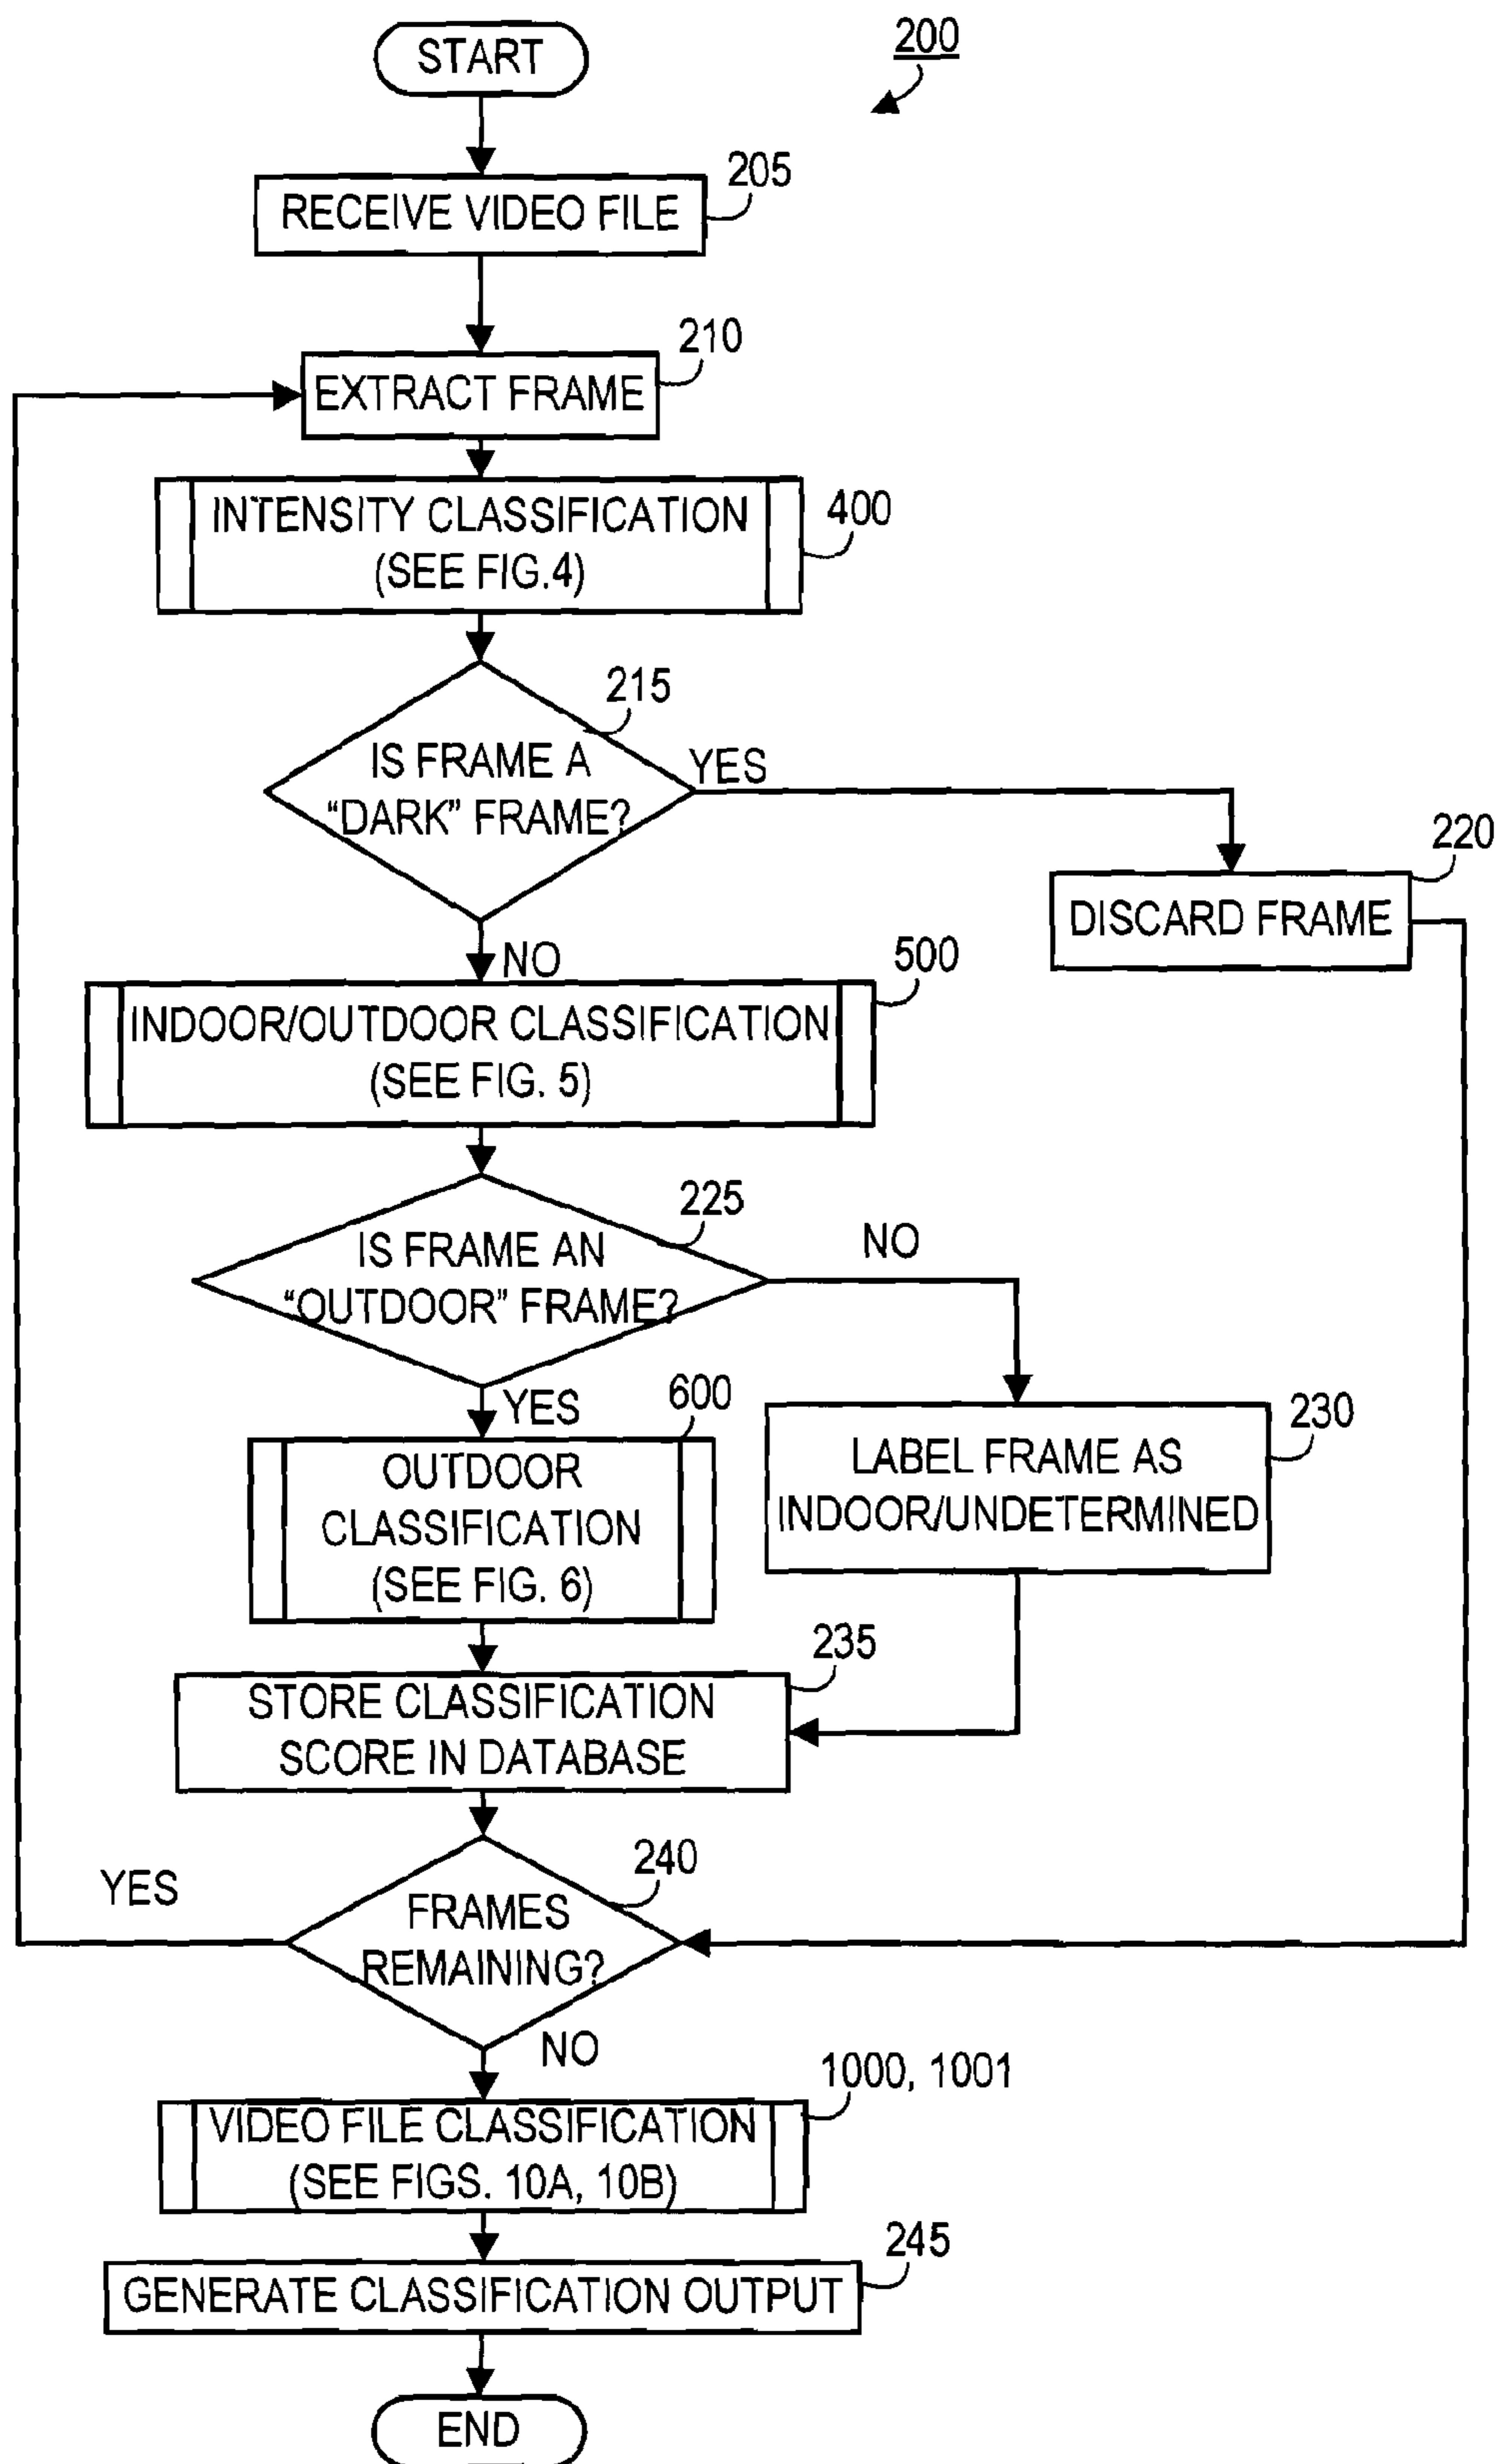 START
200
RECEIVE VIDEO FILE
205
EXTRACT FRAME
210
INTENSITY CLASSIFICATION
(SEE FIG.4)
400
IS FRAME A
“DARK” FRAME?
215
YES
NO
DISCARD FRAME
220
INDOOR/OUTDOOR CLASSIFICATION
(SEE FIG. 5)
500
IS FRAME AN
“OUTDOOR” FRAME?
225
NO
YES
OUTDOOR
CLASSIFICATION
(SEE FIG. 6)
600
LABEL FRAME AS
INDOOR/UNDETERMINED
230
STORE CLASSIFICATION
SCORE IN DATABASE
235
FRAMES
REMAINING?
240
YES
NO
VIDEO FILE CLASSIFICATION
(SEE FIGS. 10A, 10B)
1000, 1001
GENERATE CLASSIFICATION OUTPUT
245
END